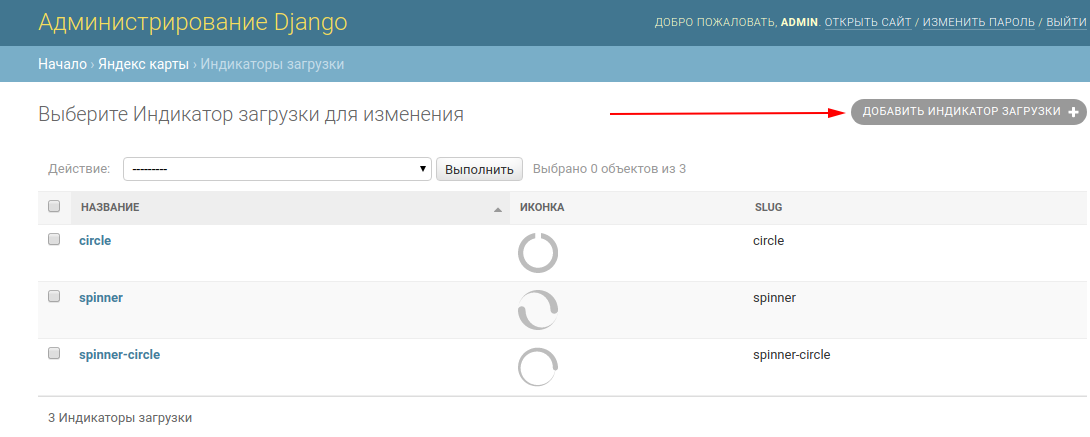 Администрирование Django
ДОБРО ПОЖАЛОВАТЬ, ADMIN. ОТКРЫТЬ САЙТ / ИЗМЕНИТЬ ПАРОЛЬ / ВЫЙТИ
Начало › Яндекс карты › Индикаторы загрузки
Выберите Индикатор загрузки для изменения
ДОБАВИТЬ ИНДИКАТОР ЗАГРУЗКИ +
Действие: --------- Выполнить Выбрано 0 объектов из 3
НАЗВАНИЕ ИКОНКА SLUG
circle circle
spinner spinner
spinner-circle spinner-circle
3 Индикаторы загрузки